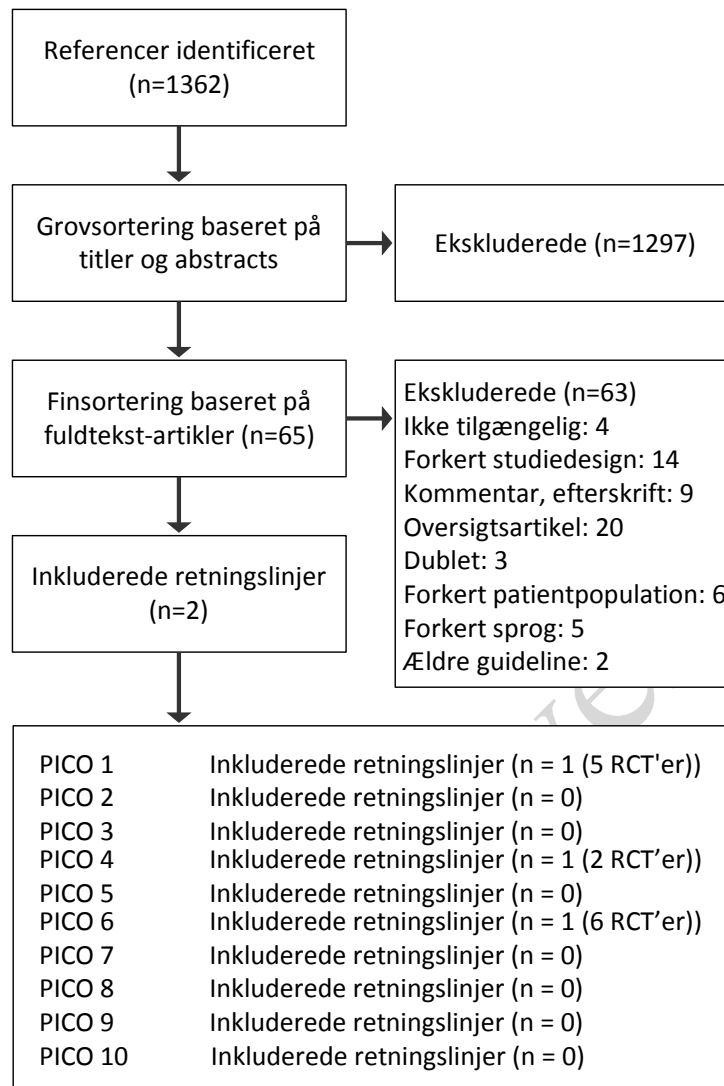 Referencer identificeret
(n=1362)
Grovsortering baseret på
titler og abstracts
Ekskluderede (n=1297)
Finsortering baseret på
fuldtekst-artikler (n=65)
Ekskluderede (n=63)
Ikke tilgængelig: 4
Forkert studiedesign: 14
Kommentar, efterskrift: 9
Oversigtsartikel: 20
Dublet: 3
Forkert patientpopulation: 6
Forkert sprog: 5
Ældre guideline: 2
Inkluderede retningslinjer
(n=2)
PICO 1 Inkluderede retningslinjer (n = 1 (5 RCT'er))
PICO 2 Inkluderede retningslinjer (n = 0)
PICO 3 Inkluderede retningslinjer (n = 0)
PICO 4 Inkluderede retningslinjer (n = 1 (2 RCT’er))
PICO 5 Inkluderede retningslinjer (n = 0)
PICO 6 Inkluderede retningslinjer (n = 1 (6 RCT’er))
PICO 7 Inkluderede retningslinjer (n = 0)
PICO 8 Inkluderede retningslinjer (n = 0)
PICO 9 Inkluderede retningslinjer (n = 0)
PICO 10 Inkluderede retningslinjer (n = 0)